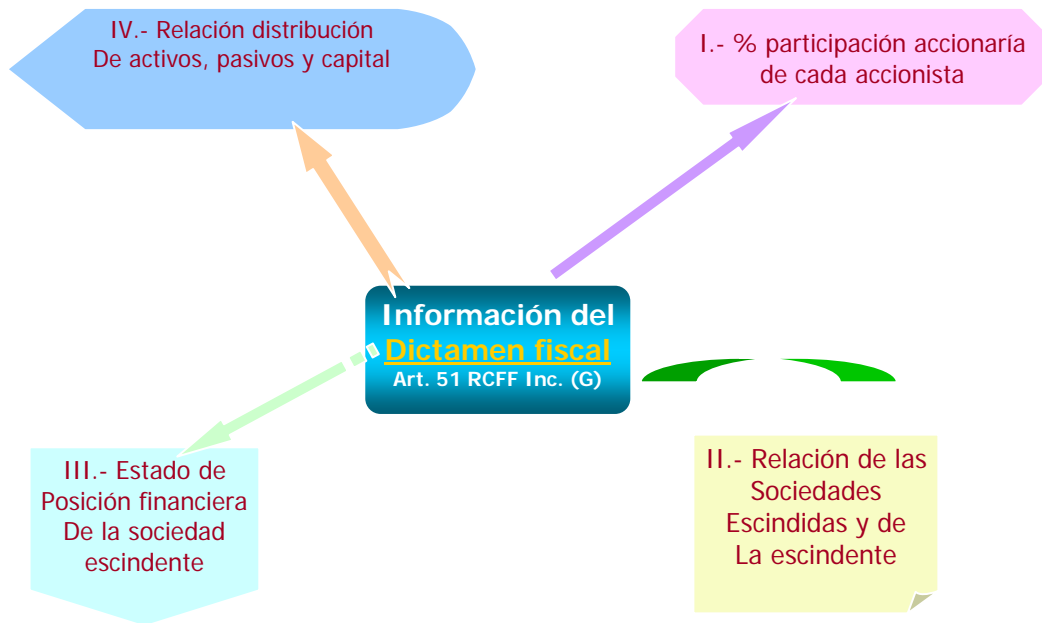 IV.- Relación distribución
De activos, pasivos y capital
I.- % participación accionaría
de cada accionista
Información del
Dictamen fiscal
Art. 51 RCFF Inc. (G)
III.- Estado de
Posición financiera
De la sociedad
escindente
II.- Relación de las
Sociedades
Escindidas y de
La escindente